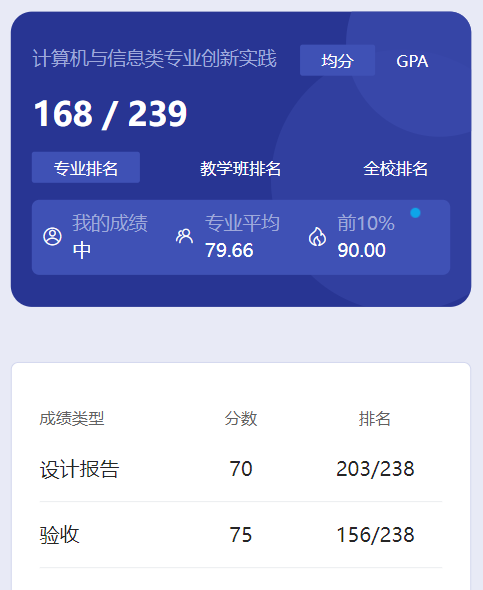 计算机与信息类专业创新实践 均分 GPA
168 / 239
专业排名 教学班排名 全校排名
我的成绩 专业平均 前10%
中 79.66 90.00
成绩类型 分数 排名
设计报告 70 203/238
验收 75 156/238